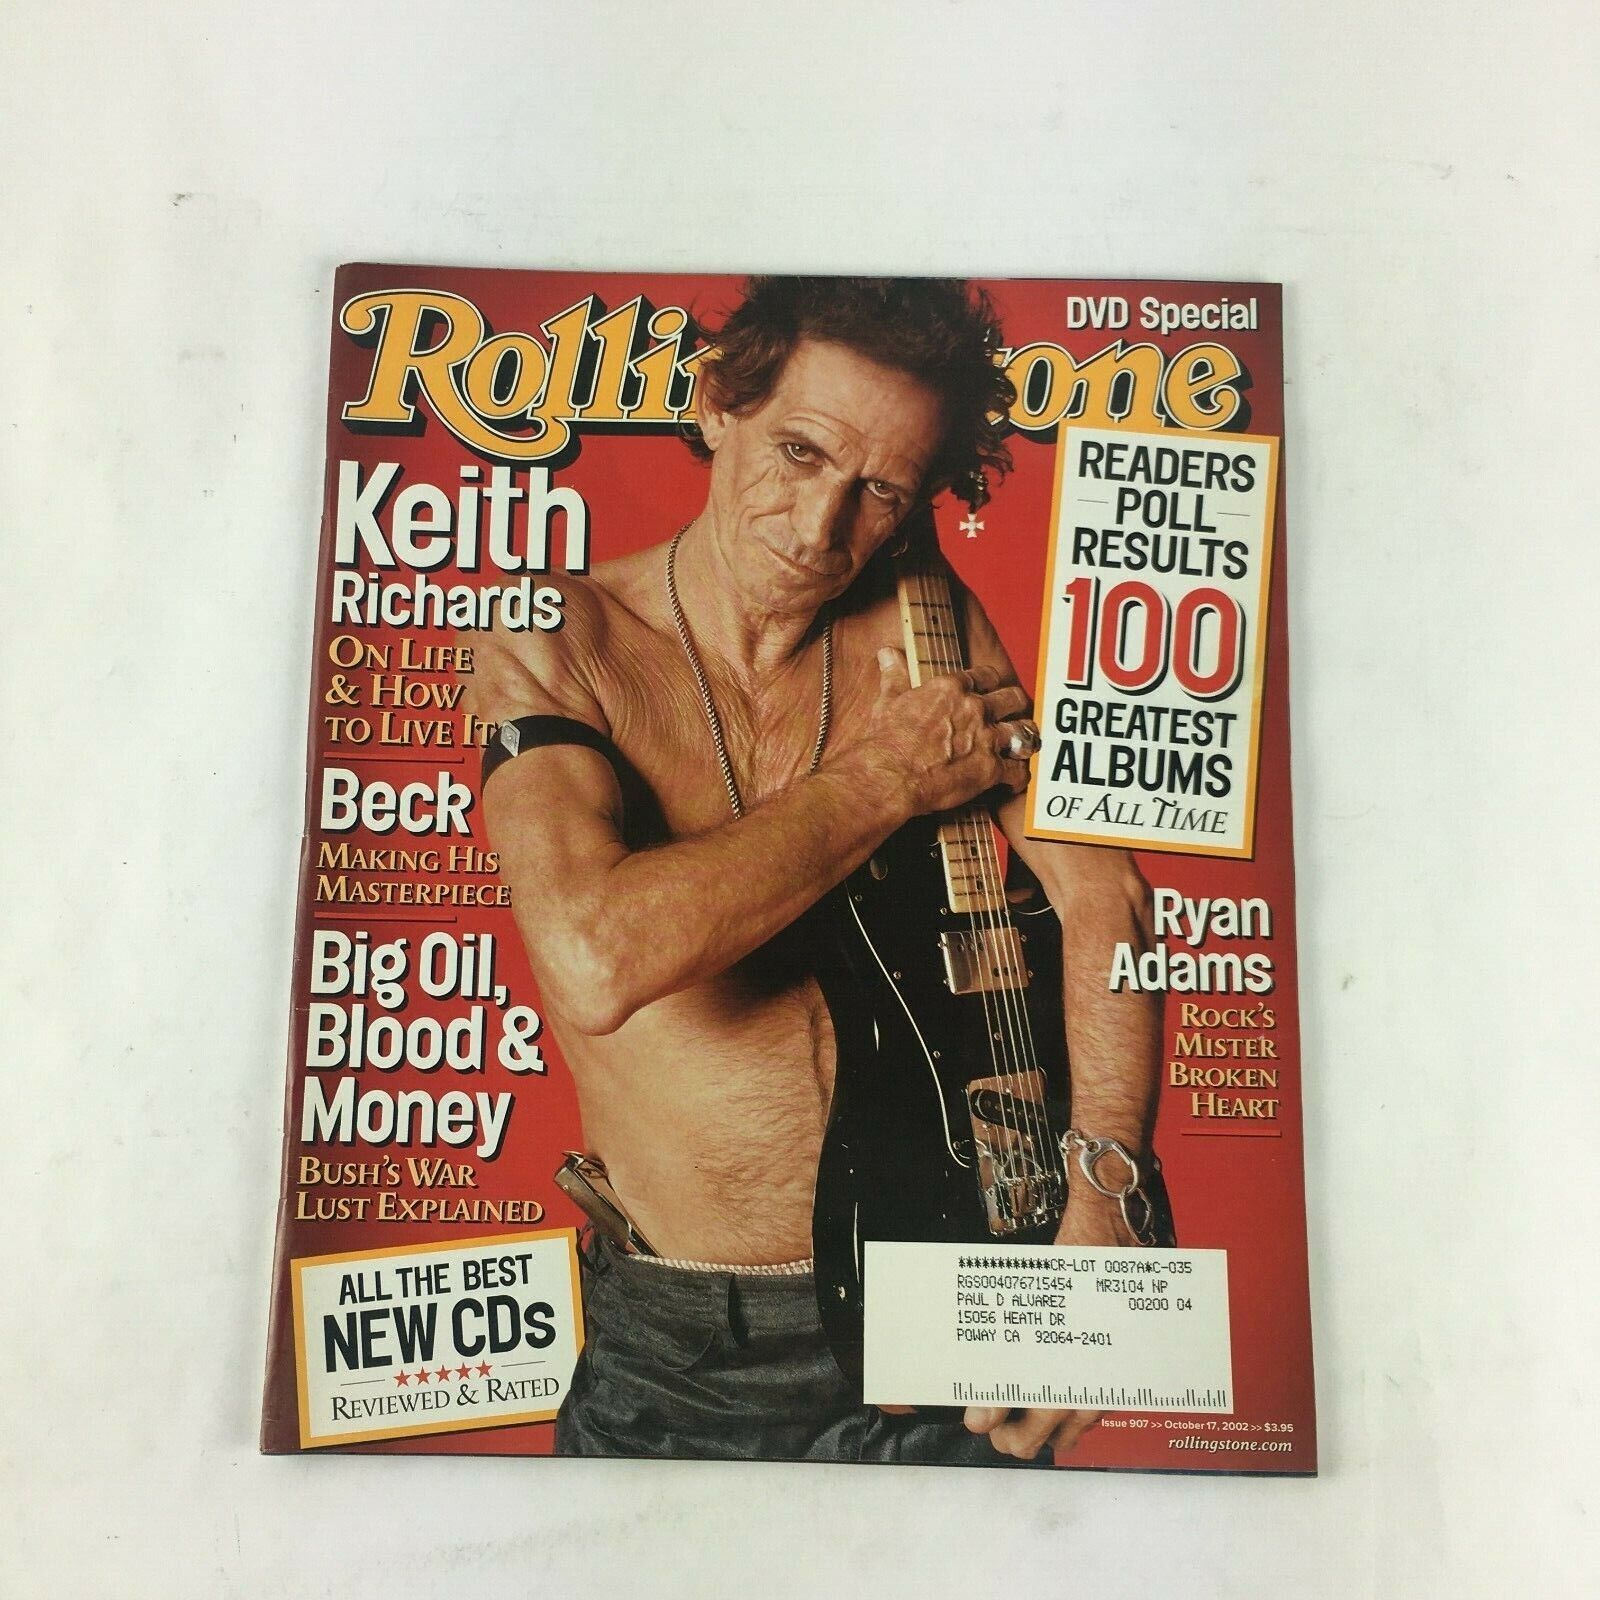 Rolli one
DVD Special
Keith
Richards
ON LIFE
& HOW
TO LIVE IT
Beck
MAKING HIS
MASTERPIECE
Big Oil,
Blood &
Money
BUSH'S WAR
LUST EXPLAINED
ALL THE BEST
NEW CDs
★★★★★
REVIEWED & RATED
READERS
POLL
RESULTS
100
GREATEST
ALBUMS
OF ALL TIME
Ryan
Adams
ROCK'S
MISTER
BROKEN
HEART
************CR-LOT 0087A*C-035
RGS004076715454 MR3104 NP
PAUL D ALVAREZ 00200 04
15056 HEATH DR
POWAY CA 92064-2401
Issue 907 >> October 17, 2002 >> $3.95
rollingstone.com